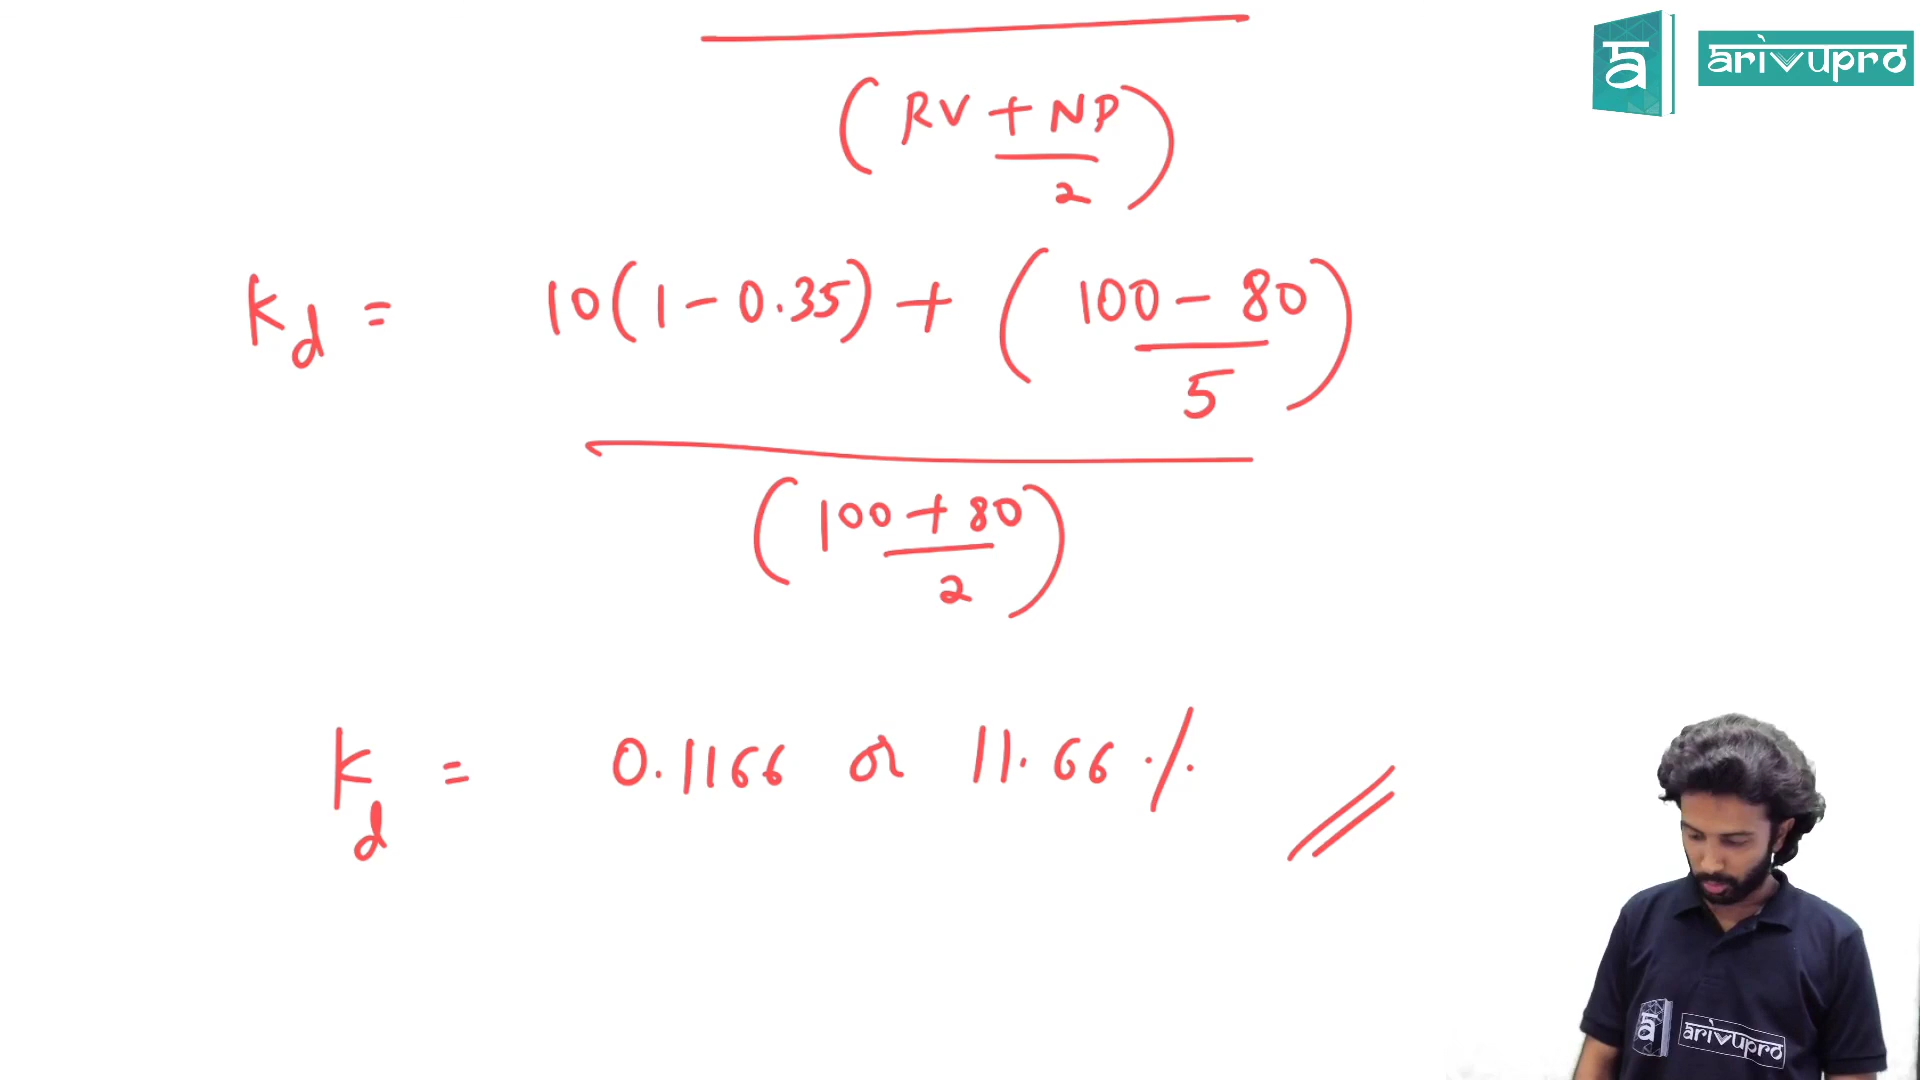 ā arivupro
(RV + NP / 2)
Kd = 10(1 - 0.35) + (100 - 80 / 5)
(100 + 80 / 2)
Kd = 0.1166 or 11.66 %
ā arivupro